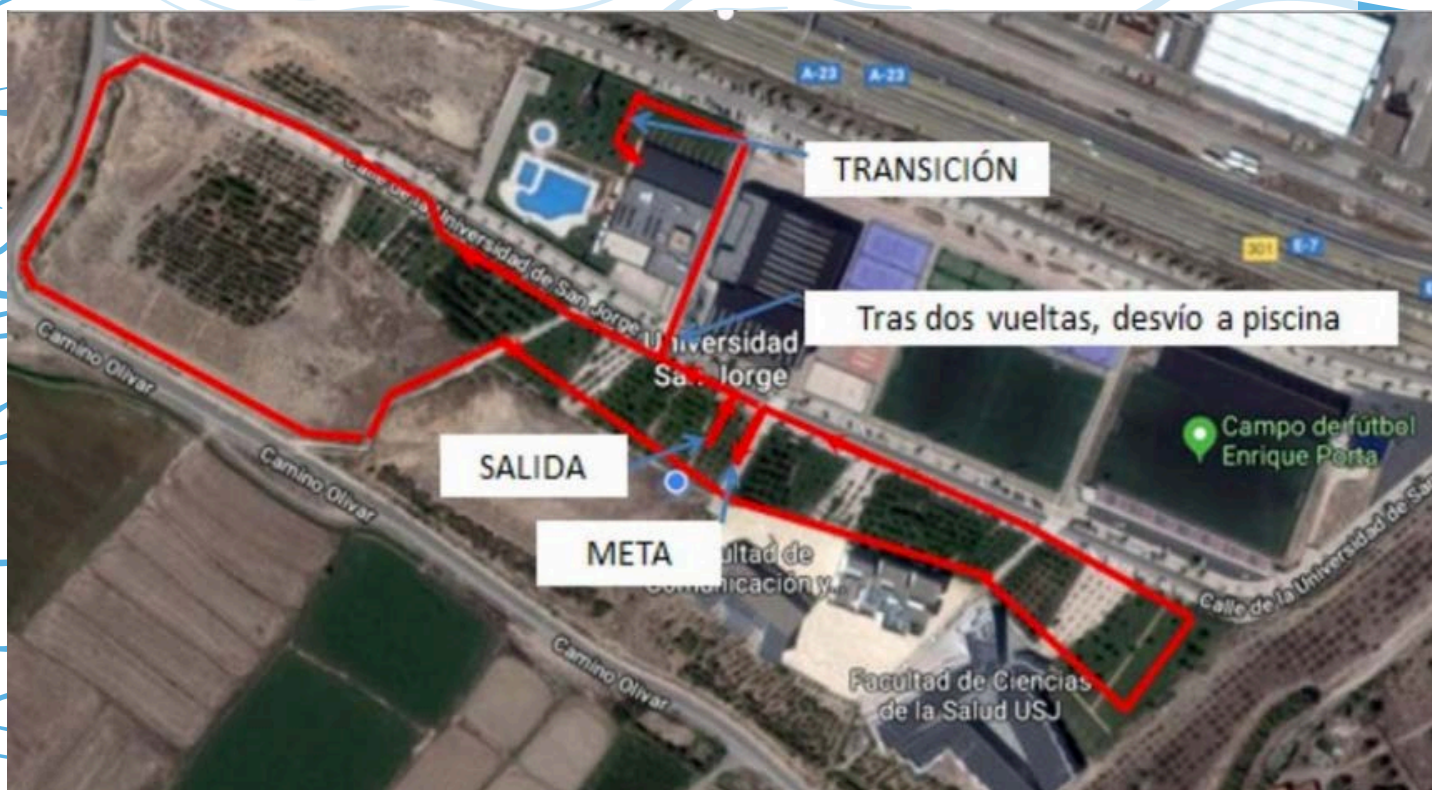 A-23
A-23
TRANSICIÓN
301
E-7
Calle de la Universidad de San Jorge
Tras dos vueltas, desvío a piscina
Universidad
San Jorge
Campo de fútbol
Enrique Porta
Camino Olivar
SALIDA
Camino Olivar
META
Calle de la Universidad de San
Camino Olivar
Facultad de Ciencias
de la Salud USJ